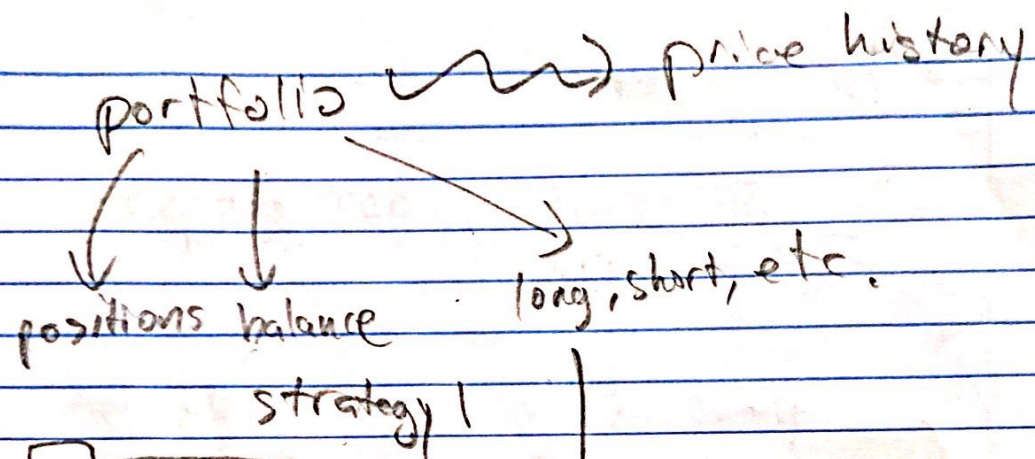 price history
portfolio
long, short, etc.
positions balance
strategy 1